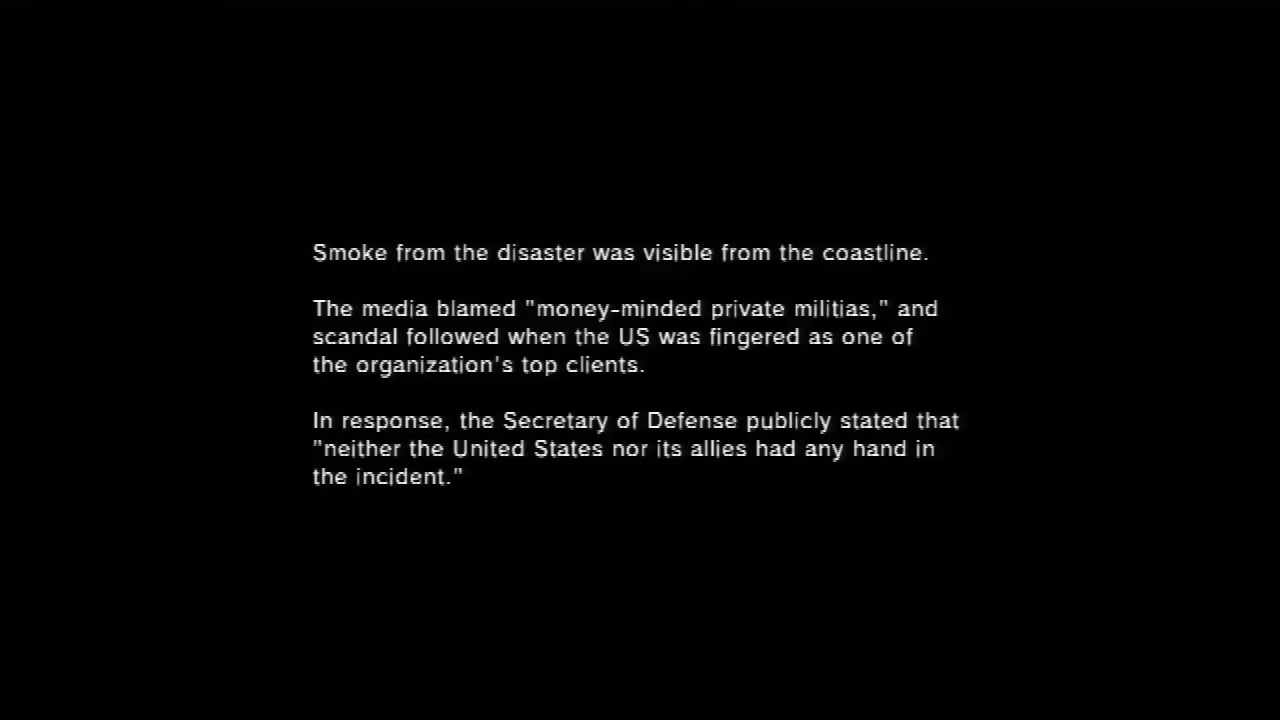 Smoke from the disaster was visible from the coastline.
The media blamed "money-minded private militias," and
scandal followed when the US was fingered as one of
the organization's top clients.
In response, the Secretary of Defense publicly stated that
"neither the United States nor its allies had any hand in
the incident."